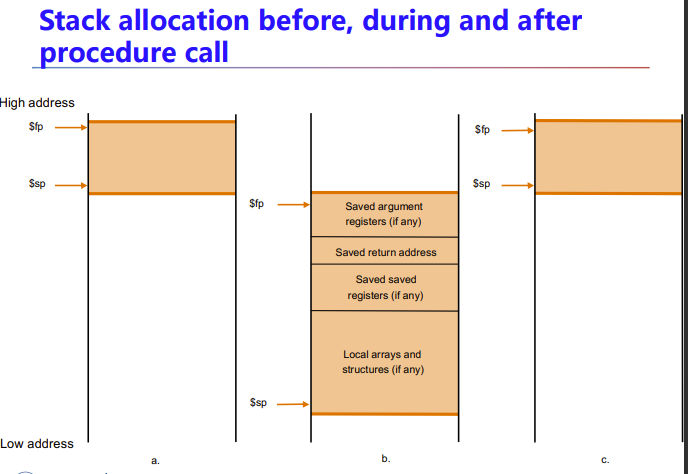 Stack allocation before, during and after
procedure call
High address
$fp
$sp
$fp
Saved argument
registers (if any)
Saved return address
Saved saved
registers (if any)
Local arrays and
structures (if any)
$sp
$fp
$sp
Low address
a.
b.
c.